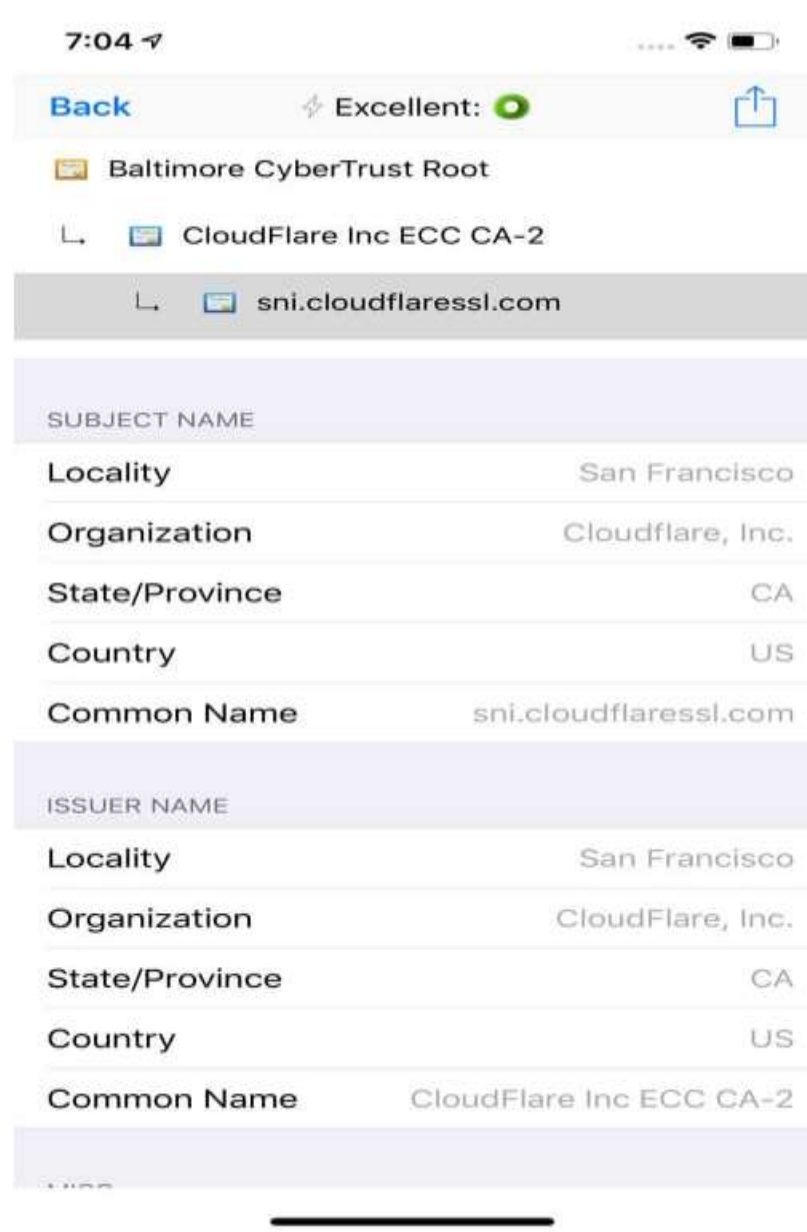 7:04
Back Excellent:
Baltimore CyberTrust Root
CloudFlare Inc ECC CA-2
sni.cloudflaressl.com
SUBJECT NAME
Locality San Francisco
Organization Cloudflare, Inc.
State/Province CA
Country US
Common Name sni.cloudflaressl.com
ISSUER NAME
Locality San Francisco
Organization CloudFlare, Inc.
State/Province CA
Country US
Common Name CloudFlare Inc ECC CA-2